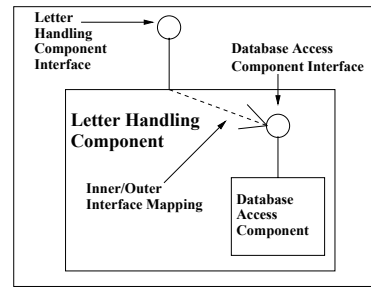 Letter
Handling
Component
Interface
Database Access
Component Interface
Letter Handling
Component
Inner/Outer
Interface Mapping
Database
Access
Component